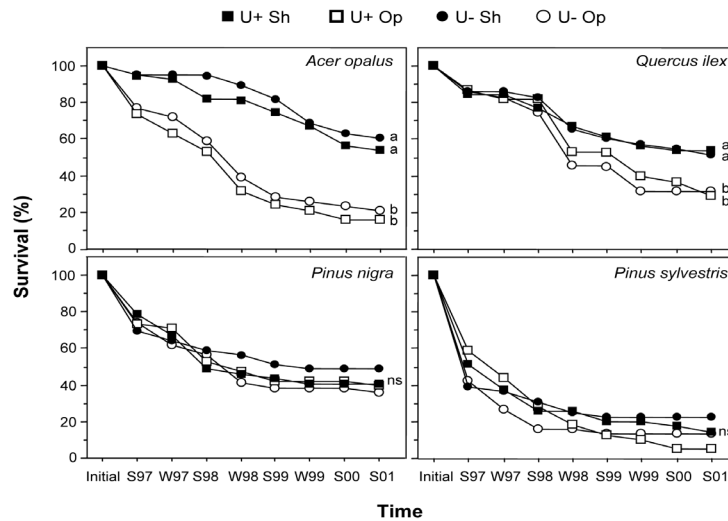 U+ Sh U+ Op U- Sh U- Op
Survival (%)
Acer opalus
100
80
60
40
20
0
a
a
b
b
Quercus ilex
a
a
b
b
Pinus nigra
100
80
60
40
20
0
ns
Initial S97 W97 S98 W98 S99 W99 S00 S01
Pinus sylvestris
ns
Initial S97 W97 S98 W98 S99 W99 S00 S01
Time